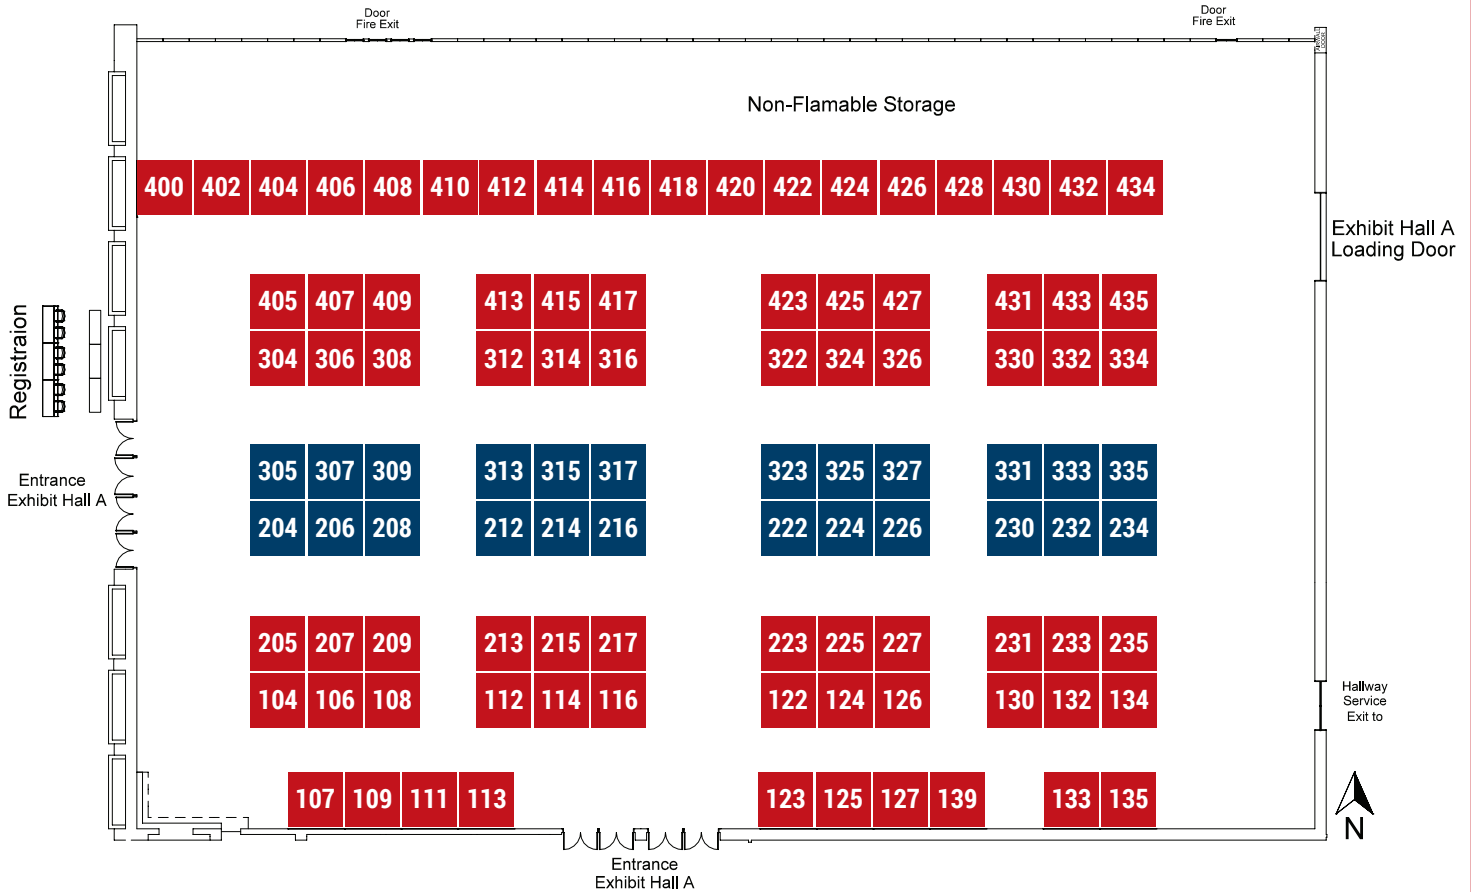 Door
Fire Exit
Door
Fire Exit
Non-Flamable Storage
400 402 404 406 408 410 412 414 416 418 420 422 424 426 428 430 432 434
Exhibit Hall A
Loading Door
405 407 409 413 415 417 423 425 427 431 433 435
304 306 308 312 314 316 322 324 326 330 332 334
Registraion
305 307 309 313 315 317 323 325 327 331 333 335
Entrance
Exhibit Hall A
204 206 208 212 214 216 222 224 226 230 232 234
205 207 209 213 215 217 223 225 227 231 233 235
104 106 108 112 114 116 122 124 126 130 132 134
Hallway
Service
Exit to
107 109 111 113 123 125 127 139 133 135
N
Entrance
Exhibit Hall A